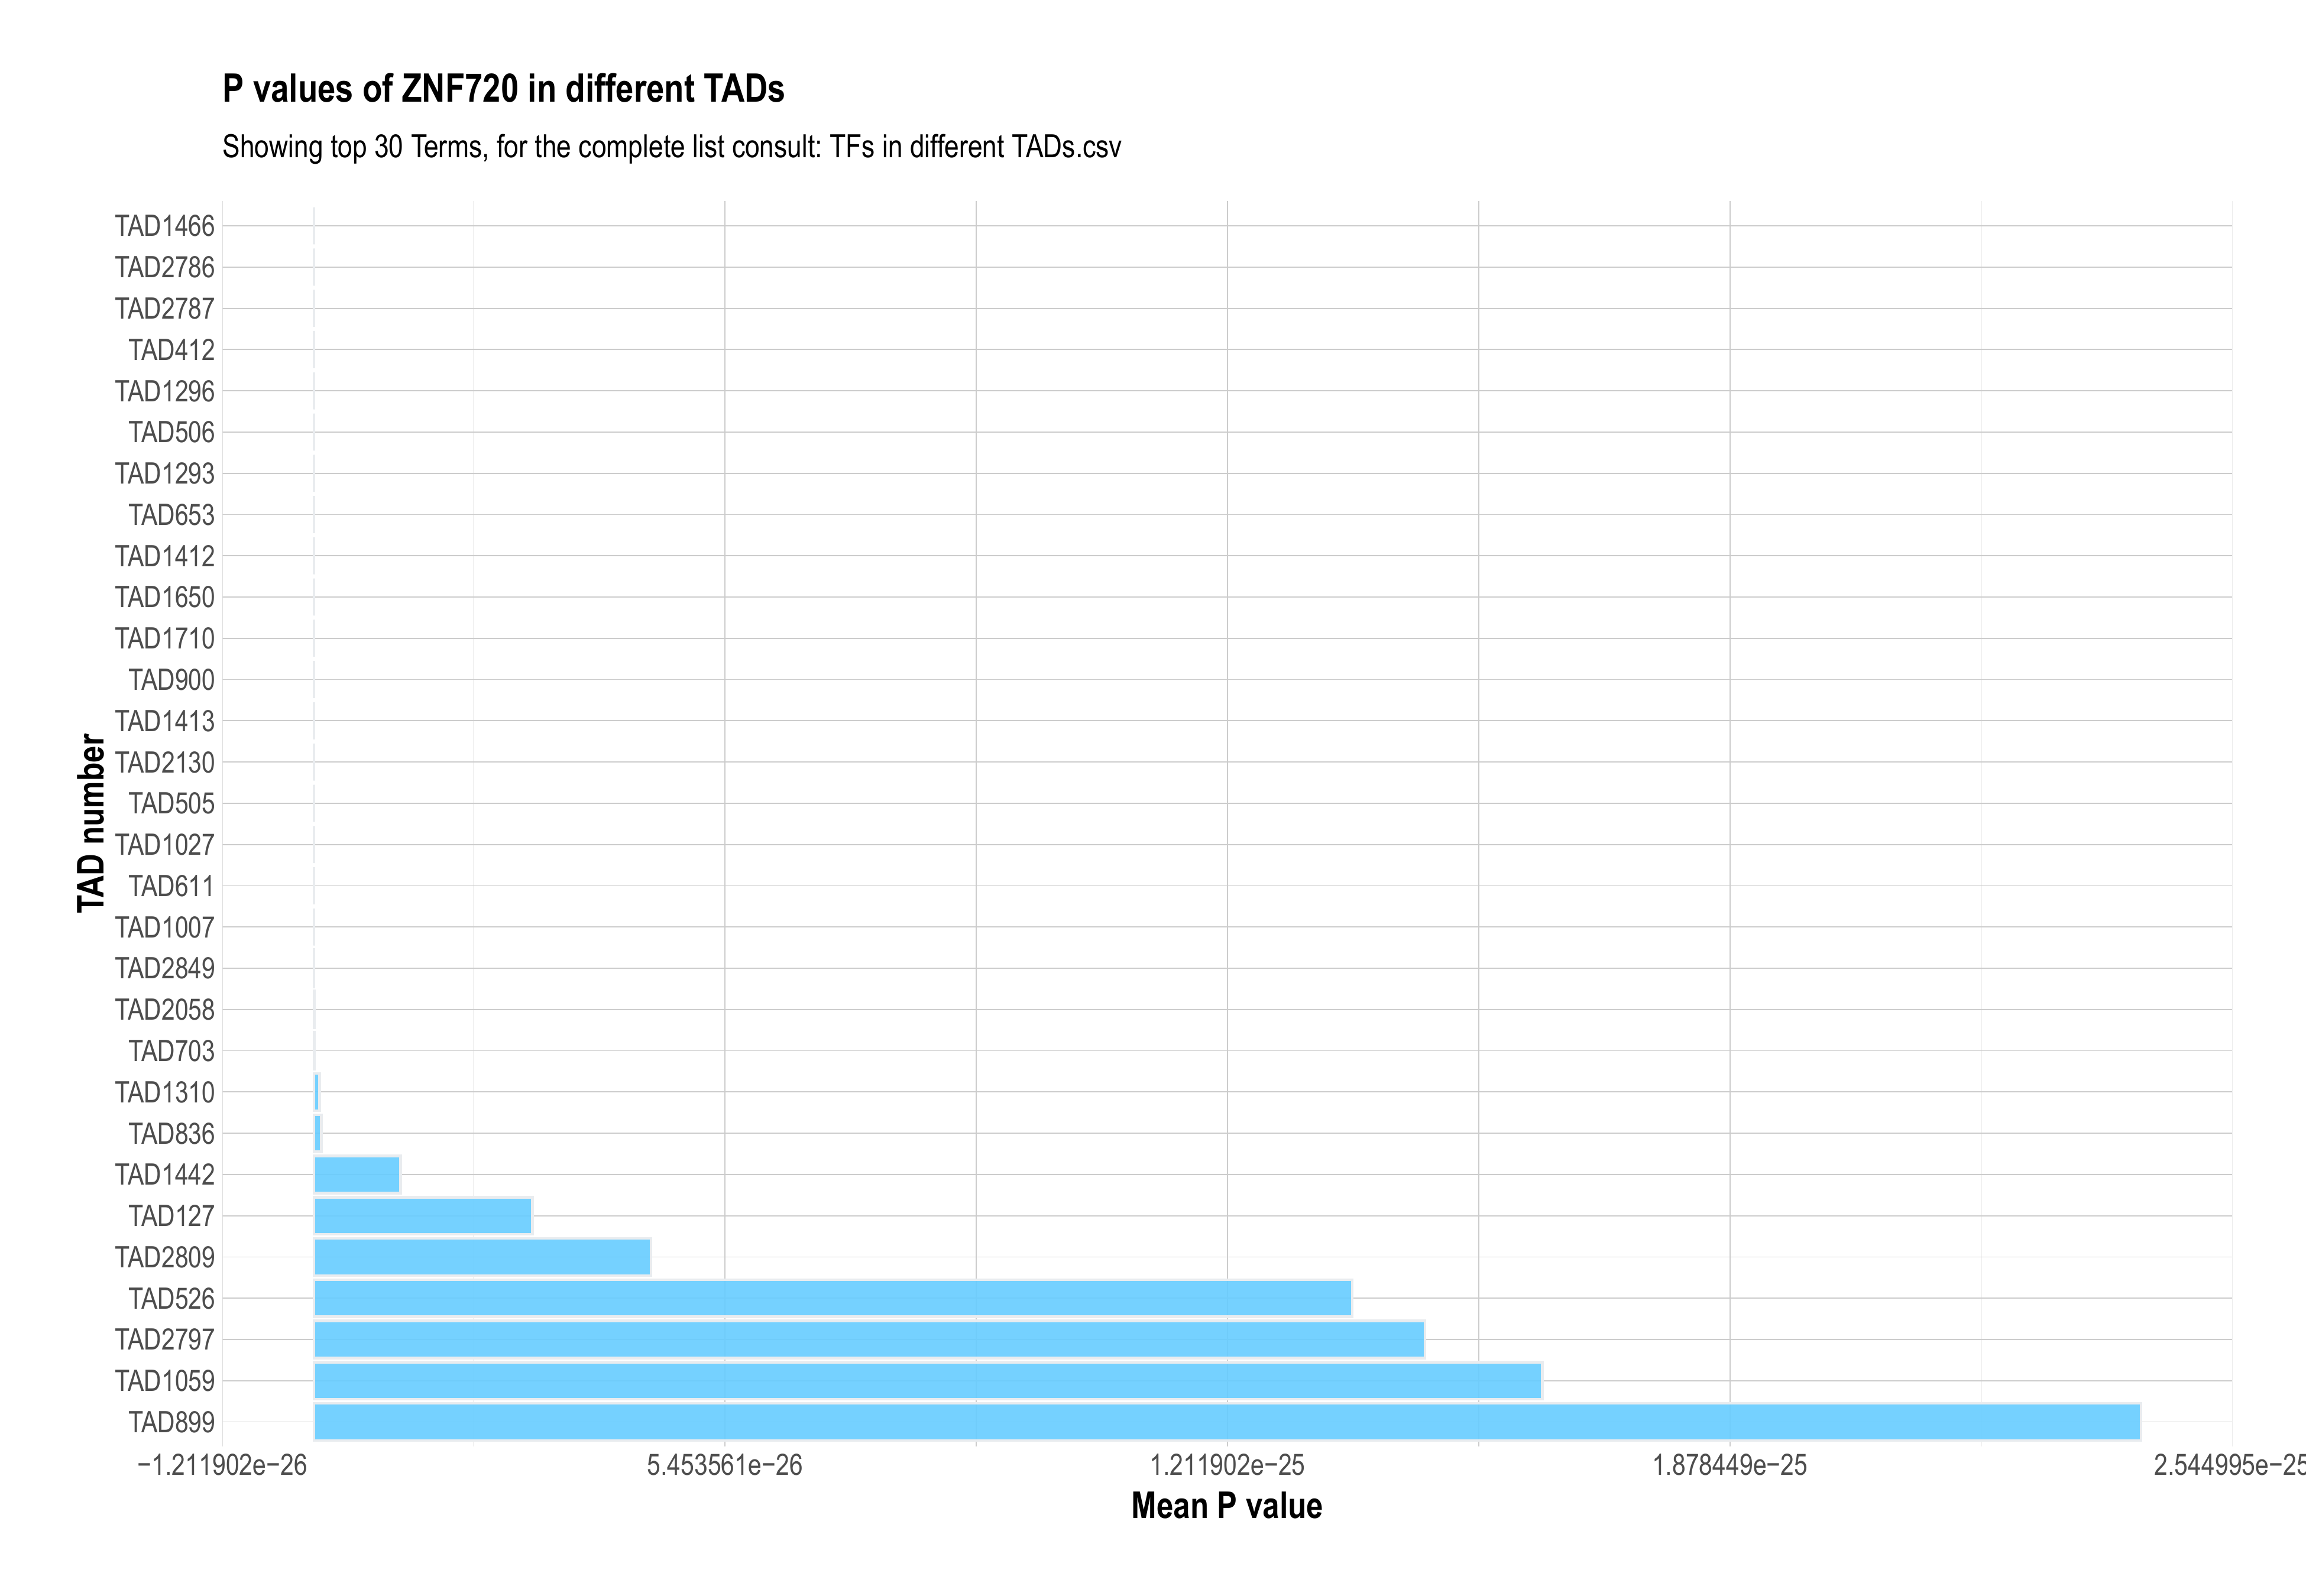 P values of ZNF720 in different TADs
Showing top 30 Terms, for the complete list consult: TFs in different TADs.csv
TAD number
TAD1466
TAD2786
TAD2787
TAD412
TAD1296
TAD506
TAD1293
TAD653
TAD1412
TAD1650
TAD1710
TAD900
TAD1413
TAD2130
TAD505
TAD1027
TAD611
TAD1007
TAD2849
TAD2058
TAD703
TAD1310
TAD836
TAD1442
TAD127
TAD2809
TAD526
TAD2797
TAD1059
TAD899
−1.211902e−26 5.453561e−26 1.211902e−25 1.878449e−25 2.544995e−25
Mean P value